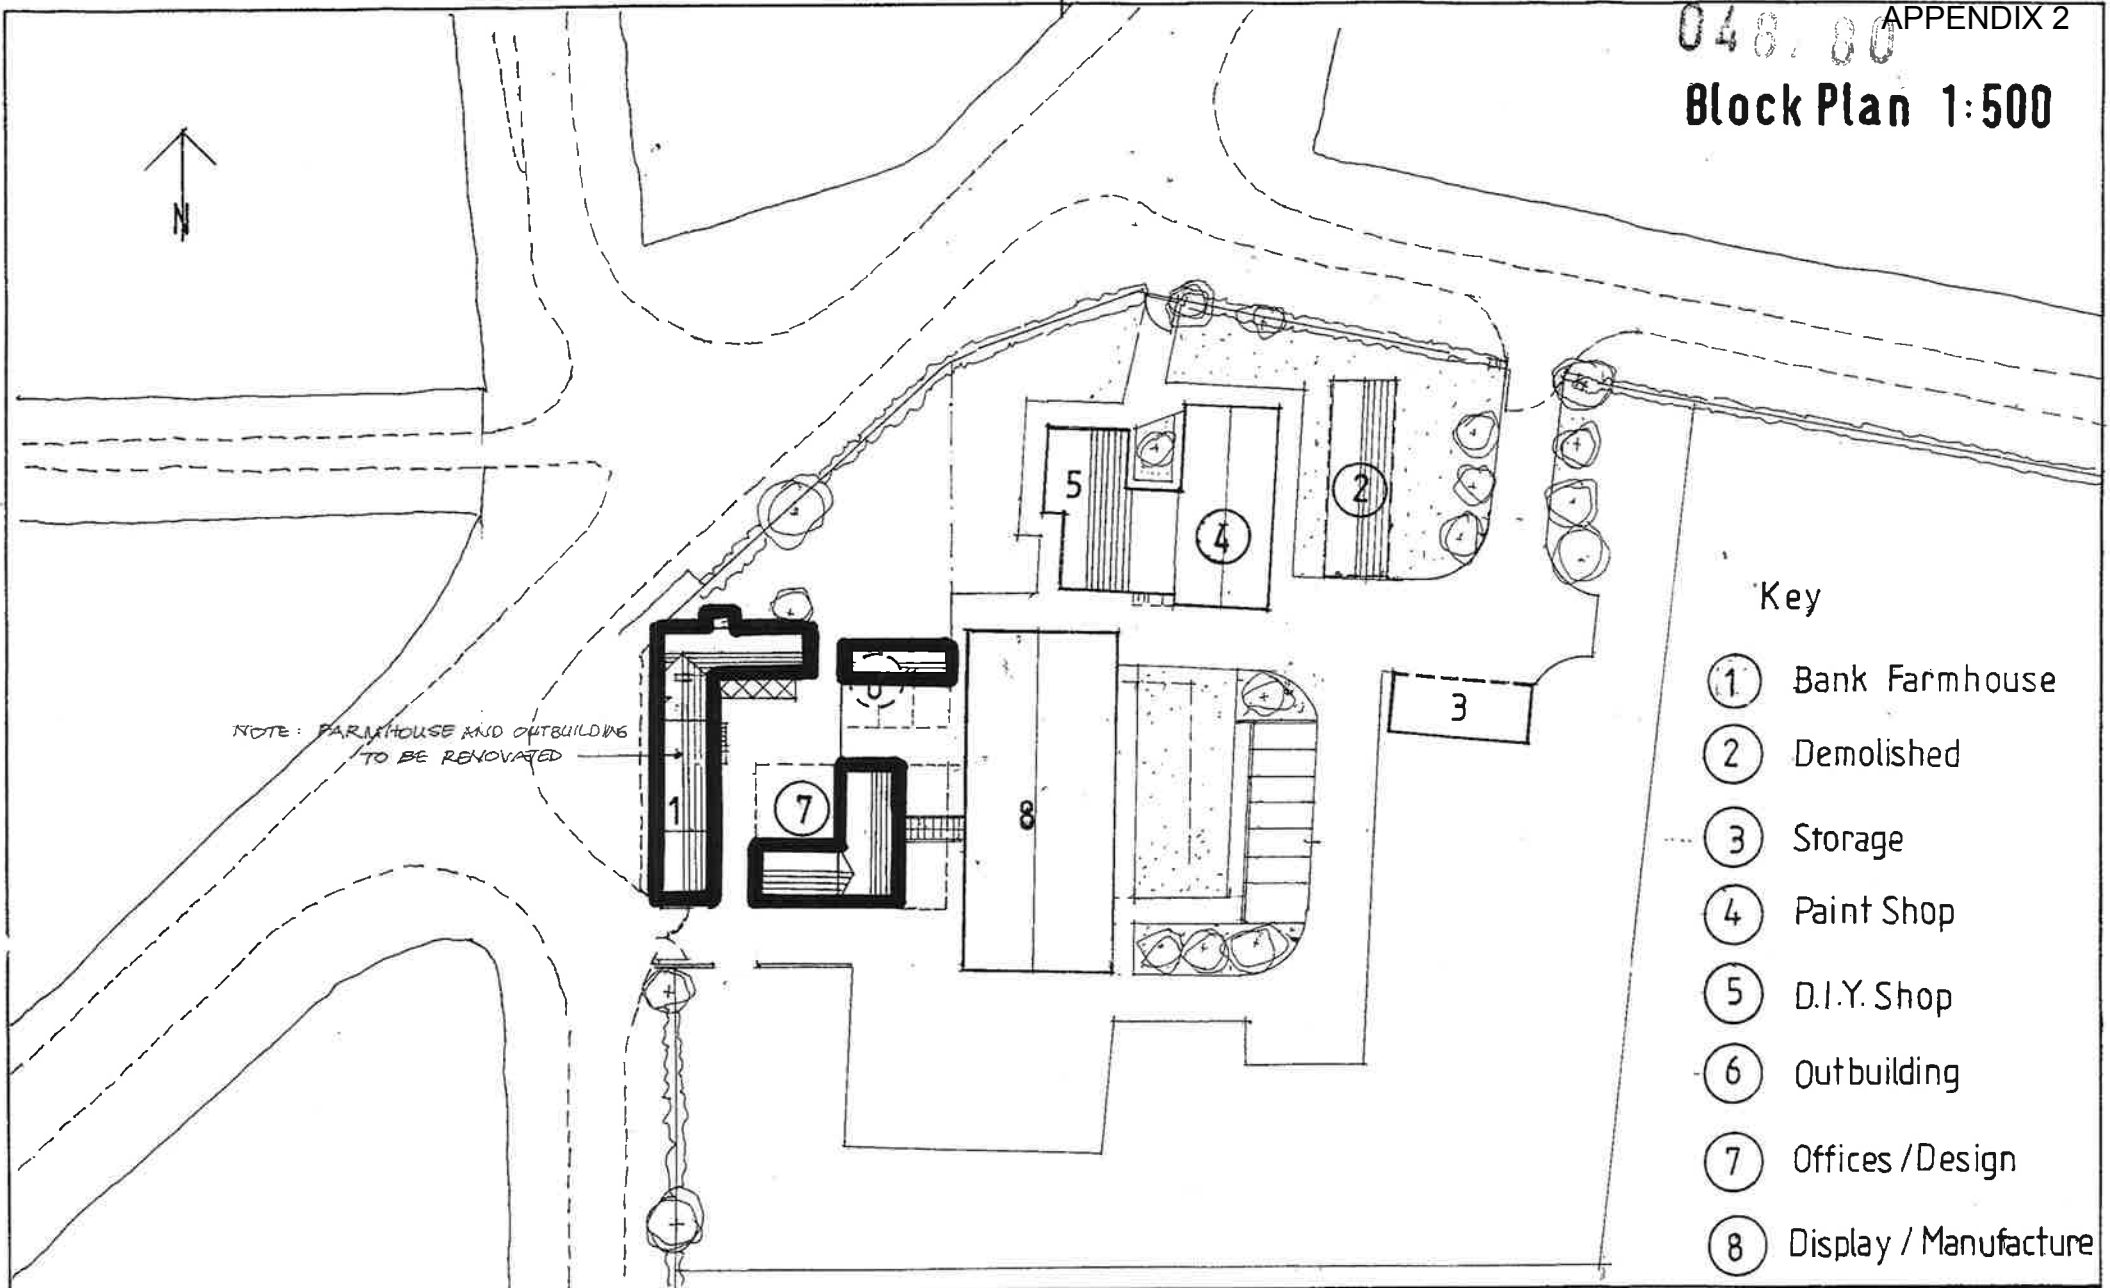 APPENDIX 2
048. 80
Block Plan 1:500
N
5
4
2
3
NOTE: FARMHOUSE AND OUTBUILDING
TO BE RENOVATED
1
7
8
Key
1 Bank Farmhouse
2 Demolished
3 Storage
4 Paint Shop
5 D.I.Y. Shop
6 Outbuilding
7 Offices / Design
8 Display / Manufacture